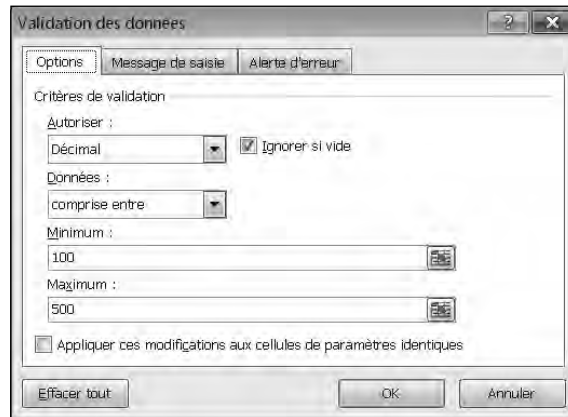 Validation des données
Options Message de saisie Alerte d'erreur
Critères de validation
Autoriser :
Décimal Ignorer si vide
Données :
comprise entre
Minimum :
100
Maximum :
500
Appliquer ces modifications aux cellules de paramètres identiques
Effacer tout OK Annuler